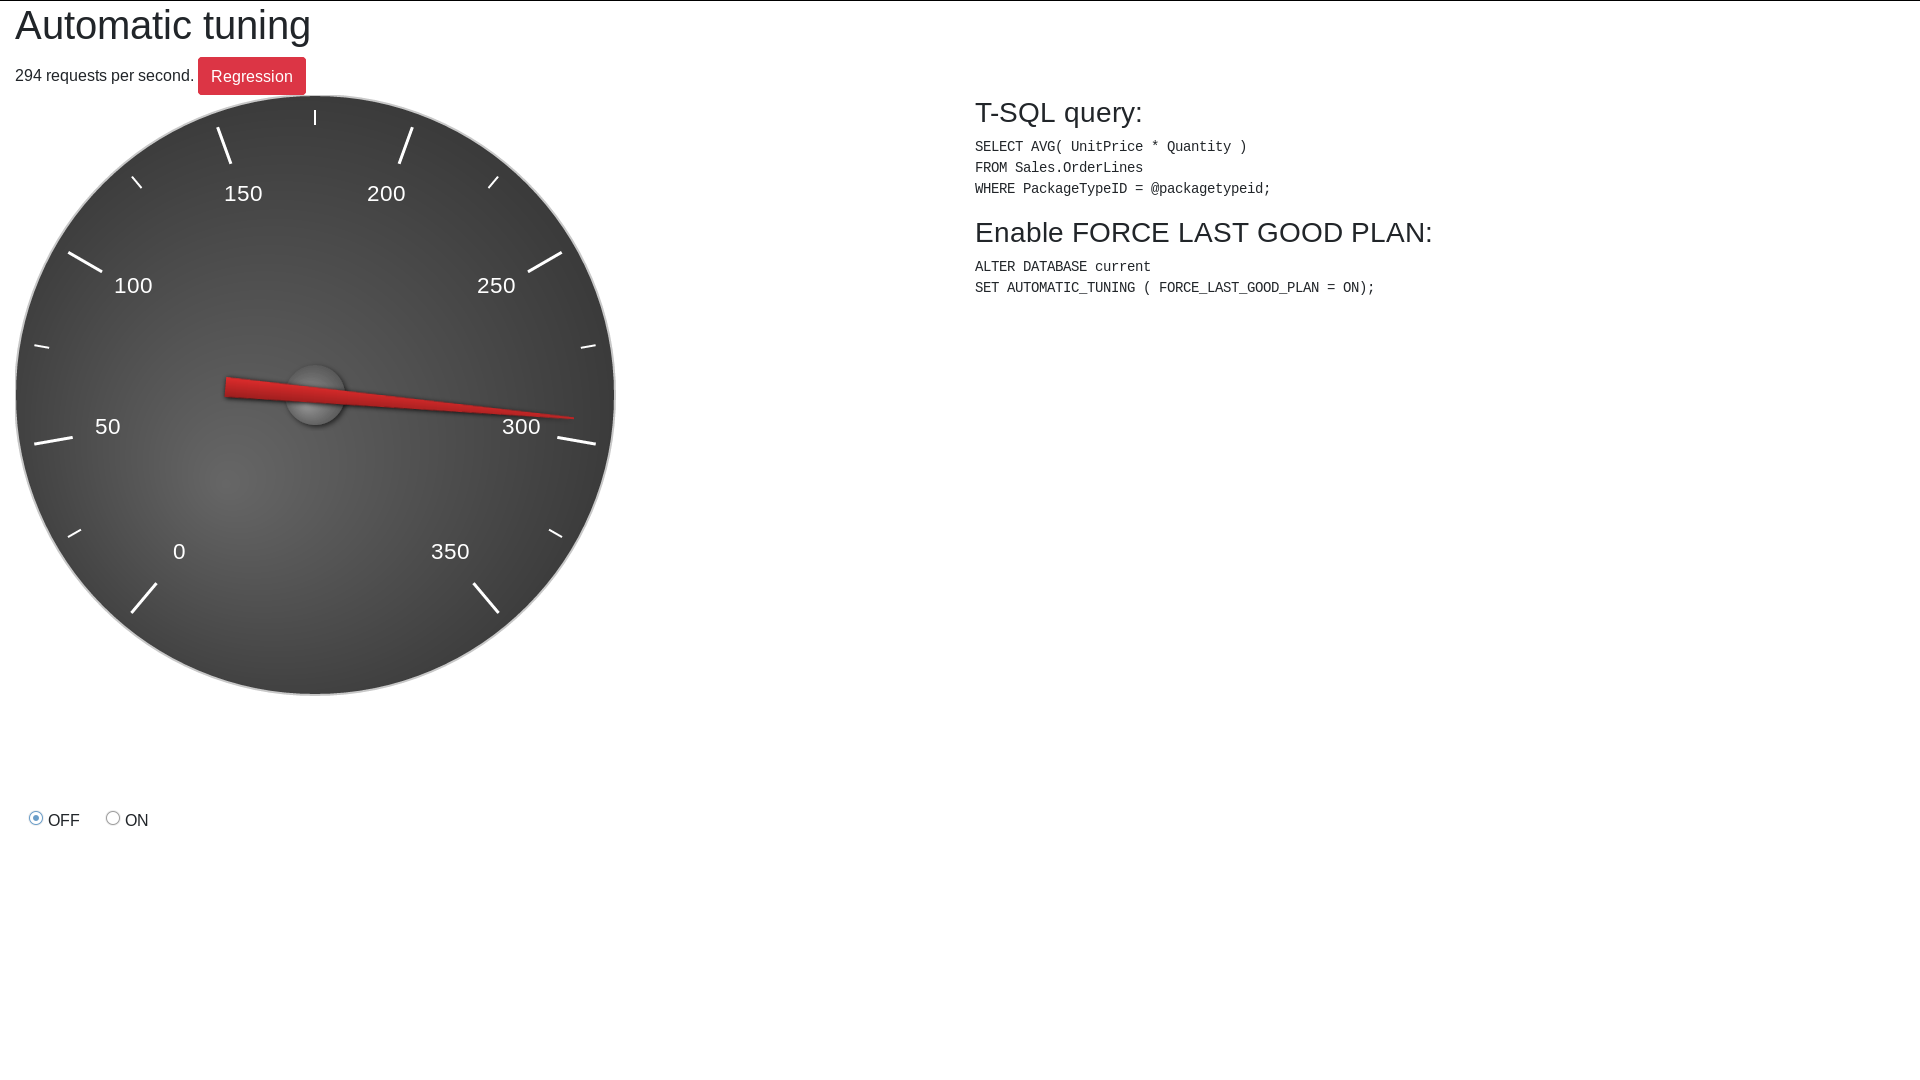 Automatic tuning
294 requests per second. Regression
150 200
100 250
50 300
0 350
OFF ON
T-SQL query:
SELECT AVG( UnitPrice * Quantity )
FROM Sales.OrderLines
WHERE PackageTypeID = @packagetypeid;
Enable FORCE LAST GOOD PLAN:
ALTER DATABASE current
SET AUTOMATIC_TUNING ( FORCE_LAST_GOOD_PLAN = ON);